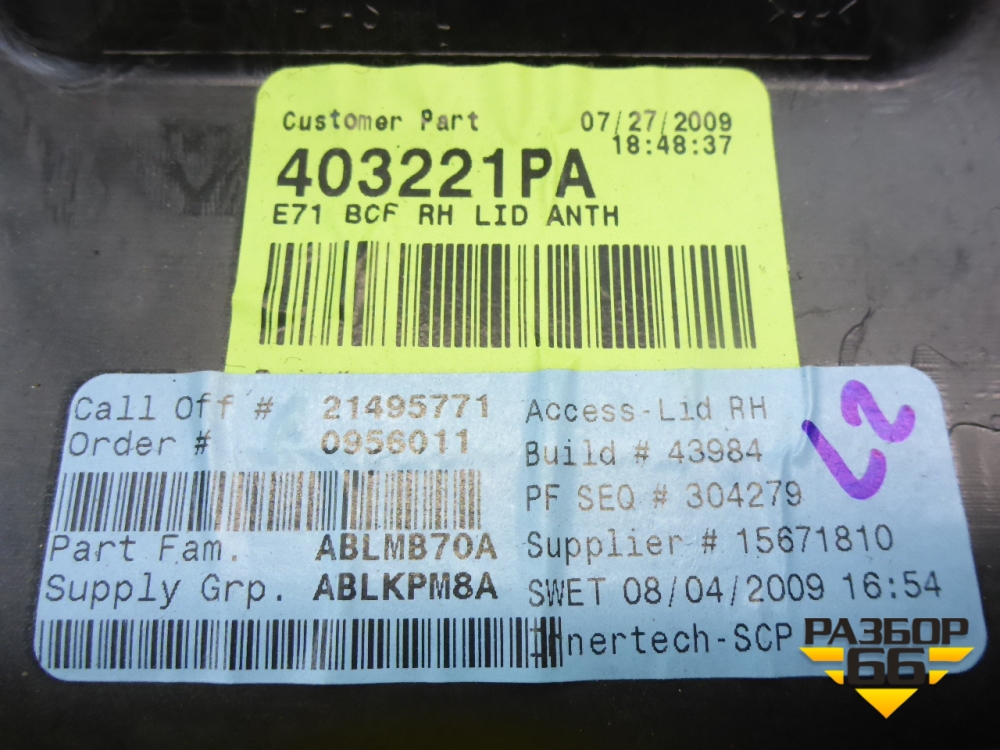 Customer Part 07/27/2009
18:48:37
403221PA
E71 BCF RH LID ANTH
Call Off # 21495771
Order # 0956011
Part Fam. ABLMB70A
Supply Grp. ABLKPM8A
Access-Lid RH
Build # 43984
PF SEQ # 304279
Supplier # 15671810
SWET 08/04/2009 16:54
Innertech-SCP
L2
РАЗБОР
66